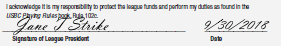 I acknowledge it is my responsibility to protect the league funds and perform my duties as found in the
USBC Playing Rules book, Rule 102c.
Jane T Strike 9/30/2018
Signature of League President Date